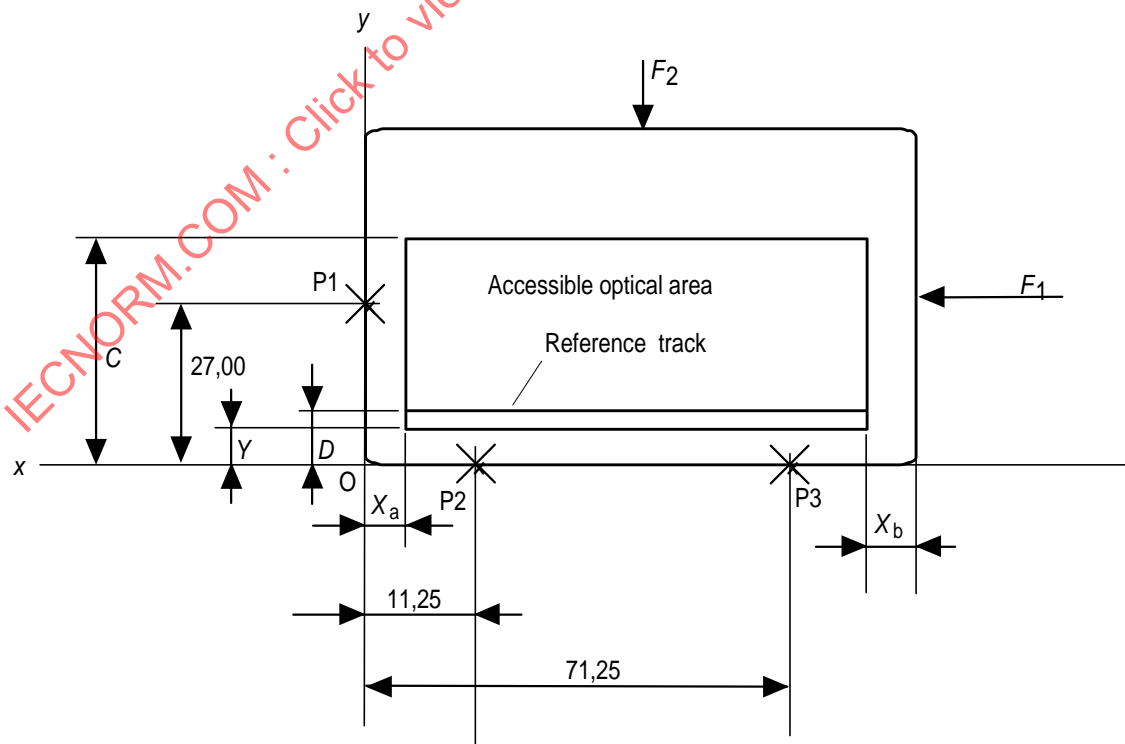 y
F2
IECNORM.COM : Click to vie
P1
Accessible optical area
F1
C
27,00
Reference track
Y
D
x
O
Xa
P2
P3
Xb
11,25
71,25